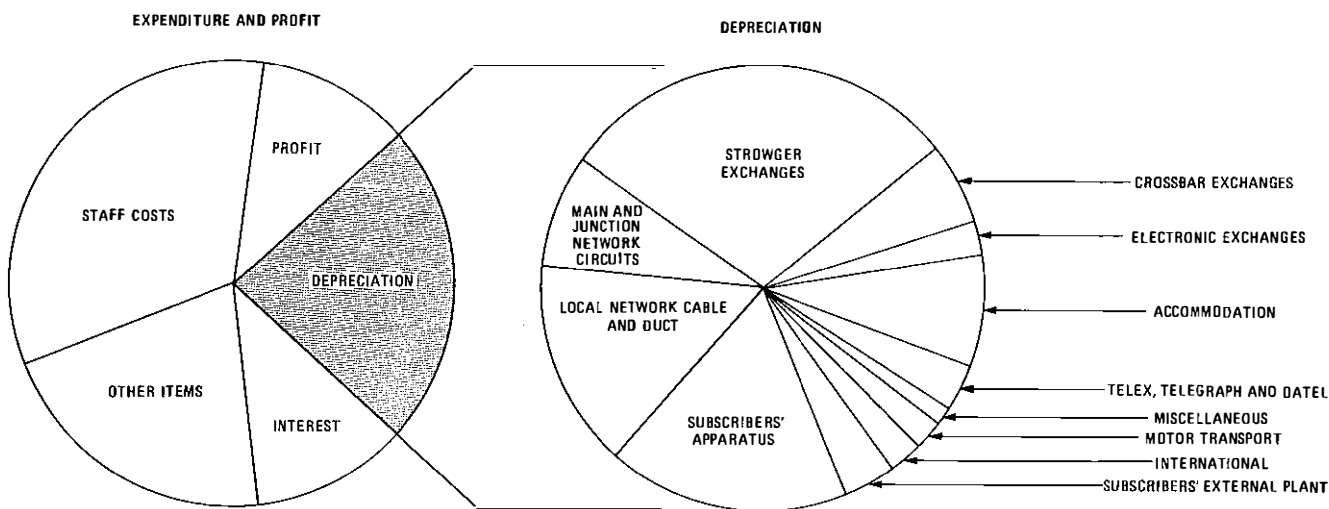 EXPENDITURE AND PROFIT
PROFIT
STAFF COSTS
DEPRECIATION
OTHER ITEMS
INTEREST
DEPRECIATION
STROWGER
EXCHANGES
MAIN AND
JUNCTION
NETWORK
CIRCUITS
LOCAL NETWORK CABLE
AND DUCT
SUBSCRIBERS'
APPARATUS
CROSSBAR EXCHANGES
ELECTRONIC EXCHANGES
ACCOMMODATION
TELEX, TELEGRAPH AND DATEL
MISCELLANEOUS
MOTOR TRANSPORT
INTERNATIONAL
SUBSCRIBERS' EXTERNAL PLANT